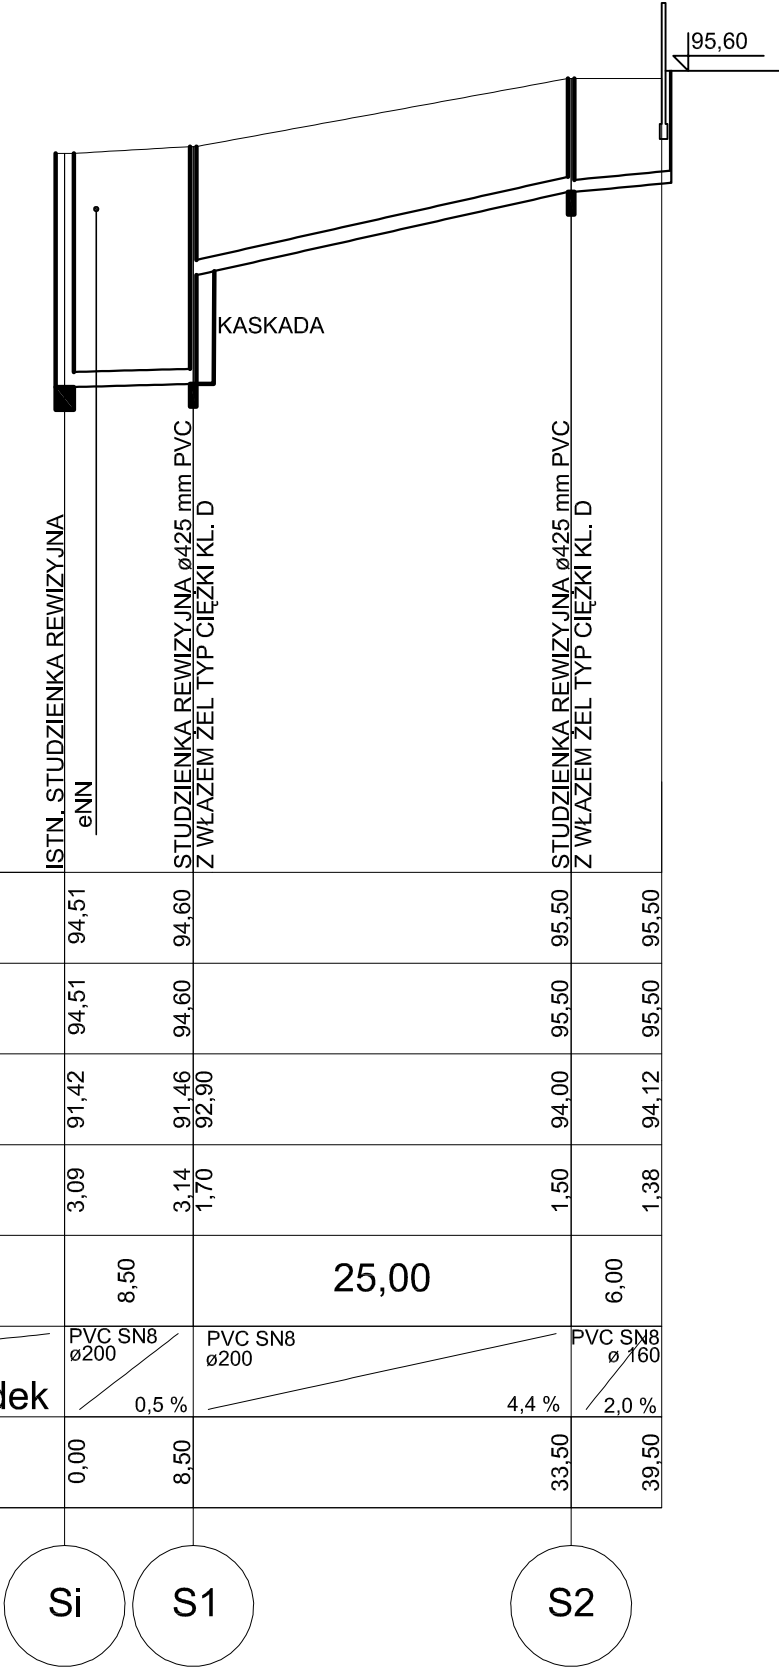 95,60
KASKADA
ISTN. STUDZIENKA REWIZYJNA
eNN
STUDZIENKA REWIZYJNA ø425 mm PVC
Z WŁAZEM ŻEL TYP CIĘŻKI KL. D
STUDZIENKA REWIZYJNA ø425 mm PVC
Z WŁAZEM ŻEL TYP CIĘŻKI KL. D
94,51 94,60 95,50 95,50
94,51 94,60 95,50 95,50
91,42 91,46 92,90 94,00 94,12
3,09 3,14 1,70 1,50 1,38
8,50 25,00 6,00
PVC SN8 PVC SN8 PVC SN8
ø200 ø200 ø 160
dek 0,5 % 4,4 % 2,0 %
0,00 8,50 33,50 39,50
Si S1 S2